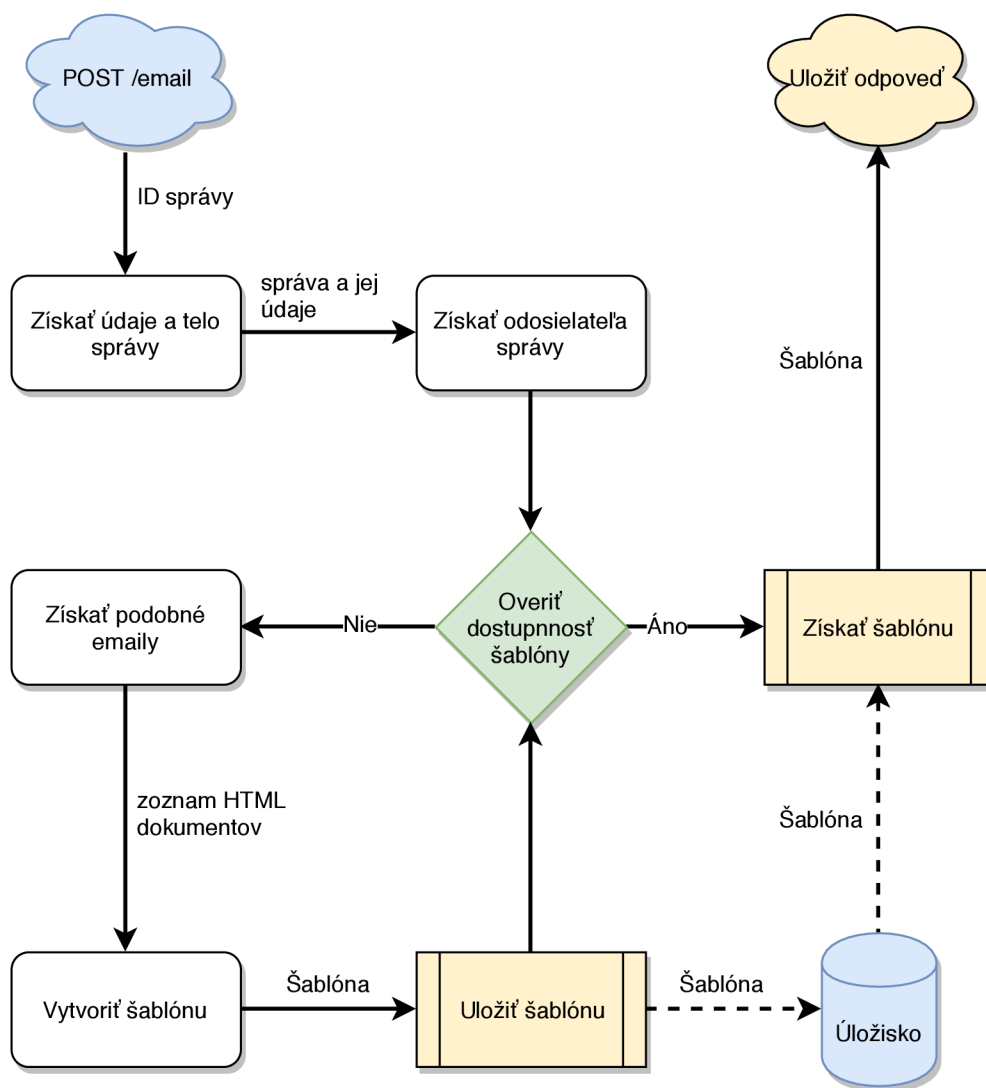 POST /email
Uložiť odpoveď
ID správy
Získať údaje a telo
správy
správa a jej
údaje
Získať odosielateľa
správy
Šablóna
Získať podobné
emaily
Nie
Overiť
dostupnnosť
šablóny
Áno
Získať šablónu
zoznam HTML
dokumentov
Šablóna
Vytvoriť šablónu
Šablóna
Uložiť šablónu
Šablóna
Úložisko